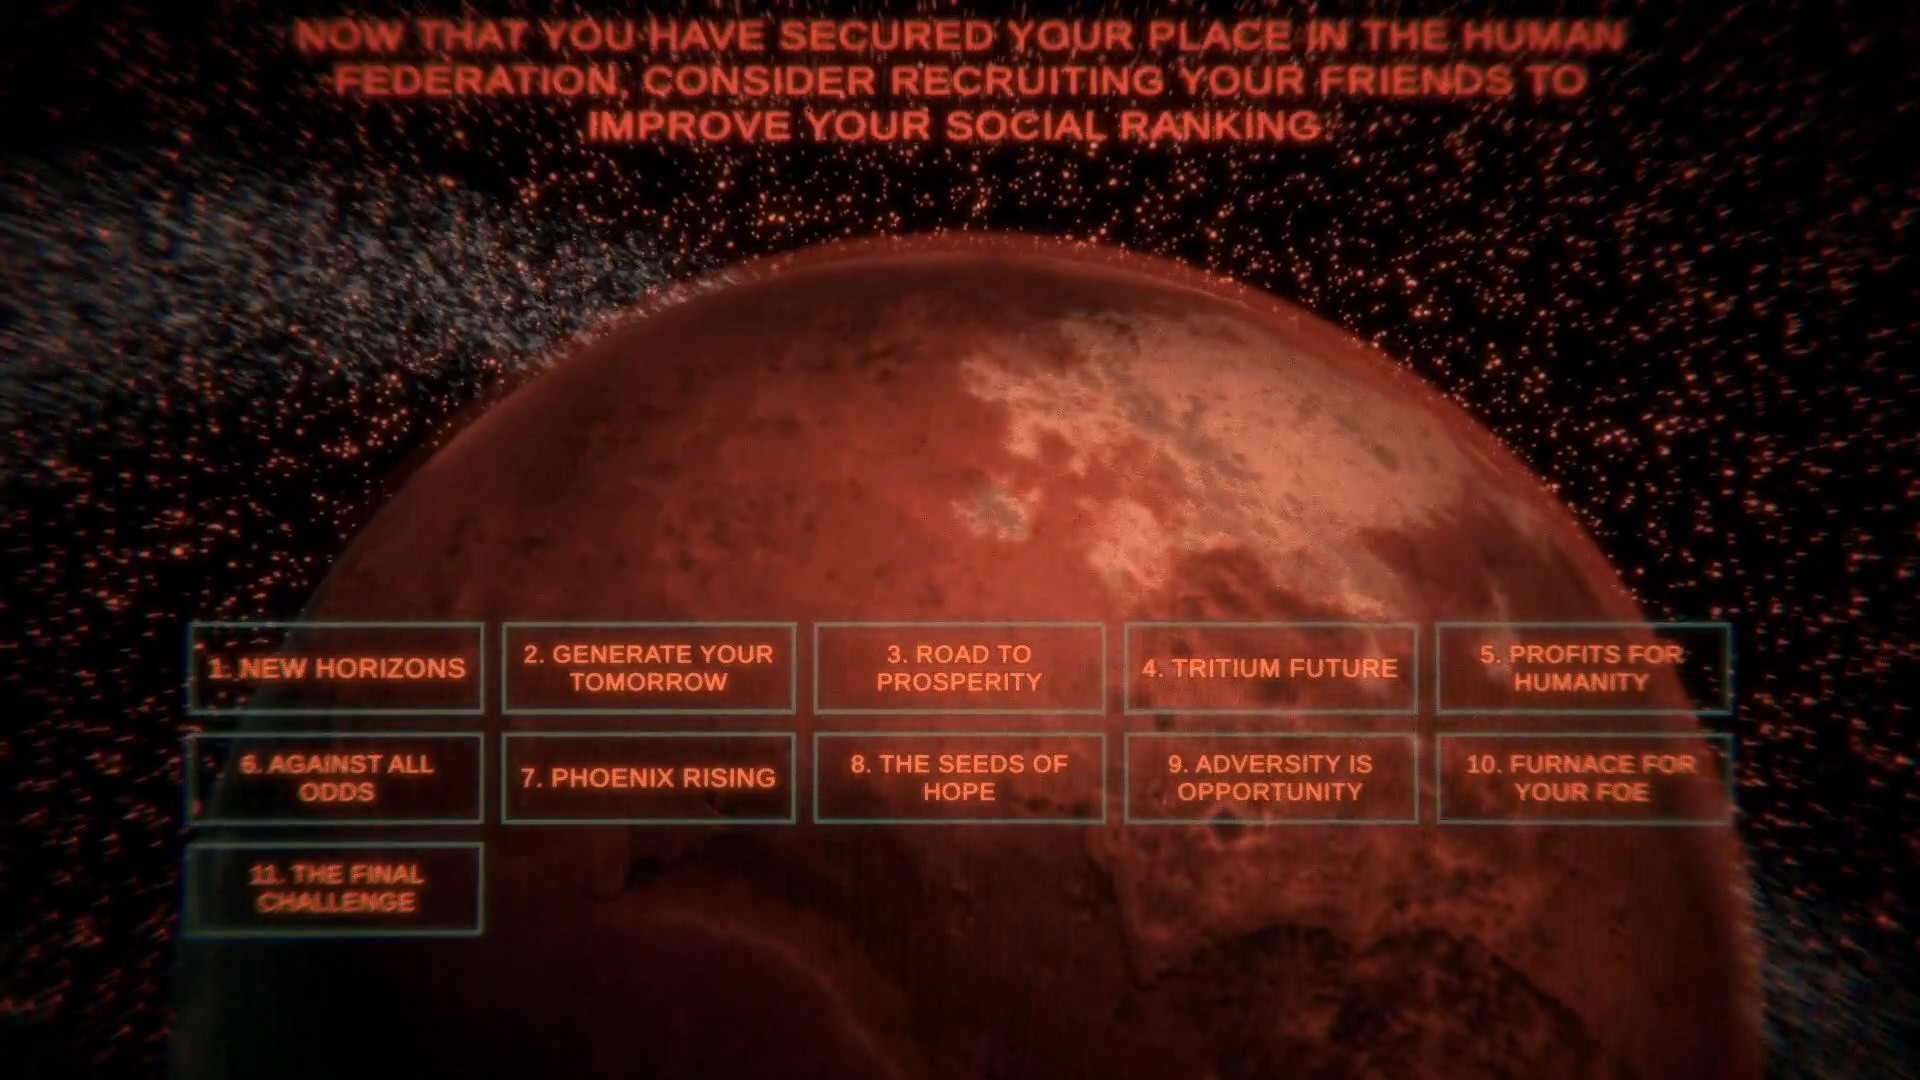 NOW THAT YOU HAVE SECURED YOUR PLACE IN THE HUMAN
FEDERATION, CONSIDER RECRUITING YOUR FRIENDS TO
IMPROVE YOUR SOCIAL RANKING.
1. NEW HORIZONS
2. GENERATE YOUR
TOMORROW
3. ROAD TO
PROSPERITY
4. TRITIUM FUTURE
5. PROFITS FOR
HUMANITY
6. AGAINST ALL
ODDS
7. PHOENIX RISING
8. THE SEEDS OF
HOPE
9. ADVERSITY IS
OPPORTUNITY
10. FURNACE FOR
YOUR FOE
11. THE FINAL
CHALLENGE